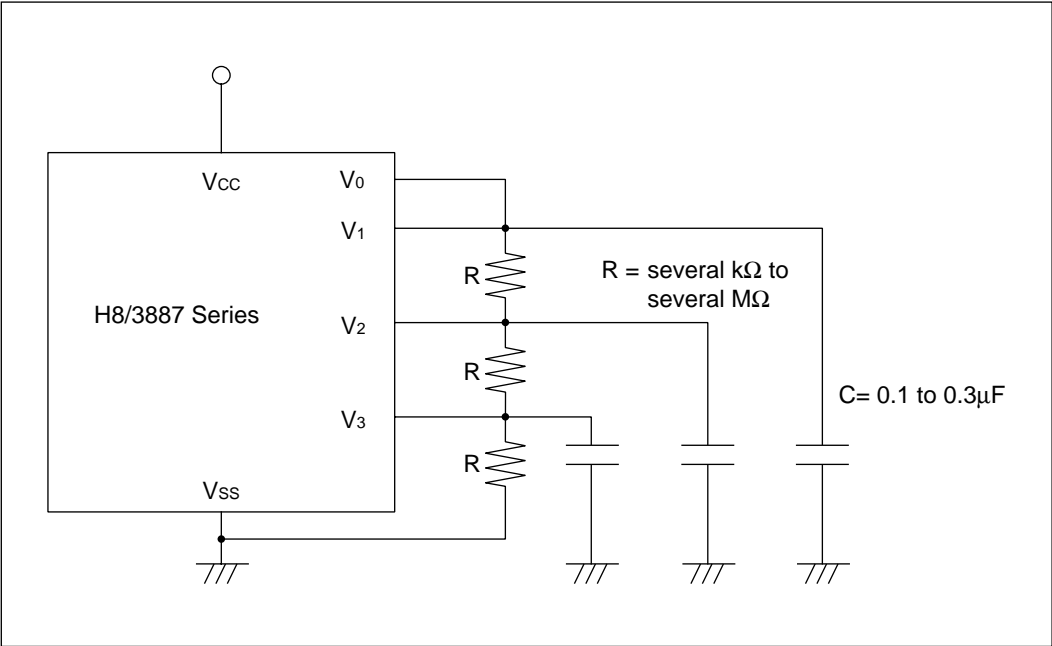 VCC
V0
V1
R
R = several kΩ to
several MΩ
H8/3887 Series
V2
R
C= 0.1 to 0.3μF
V3
R
VSS